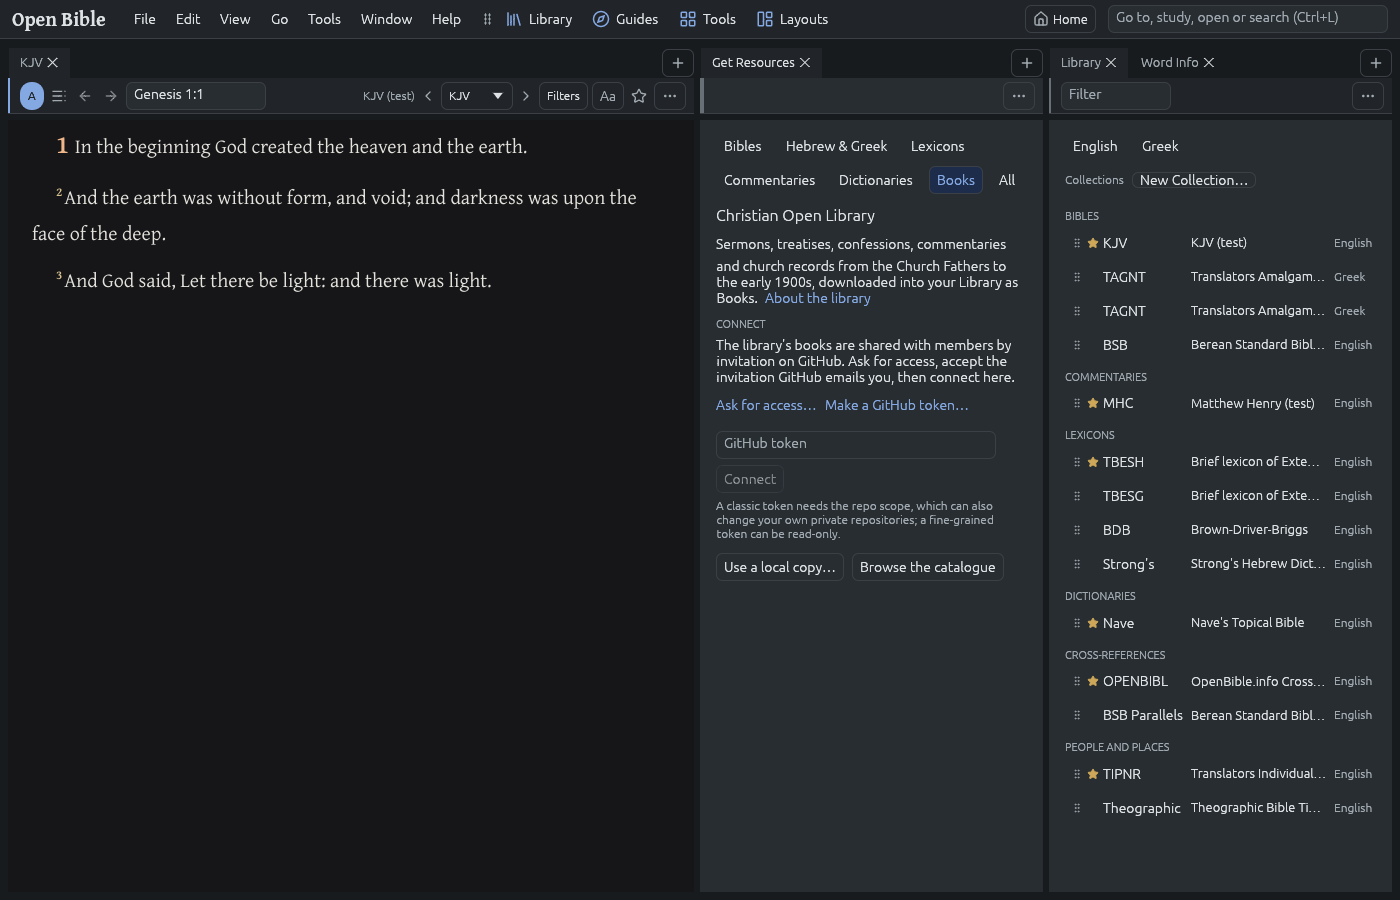 Open Bible File Edit View Go Tools Window Help Library Guides Tools Layouts Home Go to, study, open or search (Ctrl+L)
KJV
A Genesis 1:1 KJV (test) KJV Filters Aa
1 In the beginning God created the heaven and the earth.
2 And the earth was without form, and void; and darkness was upon the
face of the deep.
3 And God said, Let there be light: and there was light.
Get Resources
Bibles Hebrew & Greek Lexicons
Commentaries Dictionaries Books All
Christian Open Library
Sermons, treatises, confessions, commentaries
and church records from the Church Fathers to
the early 1900s, downloaded into your Library as
Books. About the library
CONNECT
The library's books are shared with members by
invitation on GitHub. Ask for access, accept the
invitation GitHub emails you, then connect here.
Ask for access… Make a GitHub token…
GitHub token
Connect
A classic token needs the repo scope, which can also
change your own private repositories; a fine-grained
token can be read-only.
Use a local copy… Browse the catalogue
Library Word Info
Filter
English Greek
Collections New Collection…
BIBLES
KJV KJV (test) English
TAGNT Translators Amalgam… Greek
TAGNT Translators Amalgam… Greek
BSB Berean Standard Bibl… English
COMMENTARIES
MHC Matthew Henry (test) English
LEXICONS
TBESH Brief lexicon of Exte… English
TBESG Brief lexicon of Exte… English
BDB Brown-Driver-Briggs English
Strong's Strong's Hebrew Dict… English
DICTIONARIES
Nave Nave's Topical Bible English
CROSS-REFERENCES
OPENBIBL OpenBible.info Cross… English
BSB Parallels Berean Standard Bibl… English
PEOPLE AND PLACES
TIPNR Translators Individual… English
Theographic Theographic Bible Ti… English